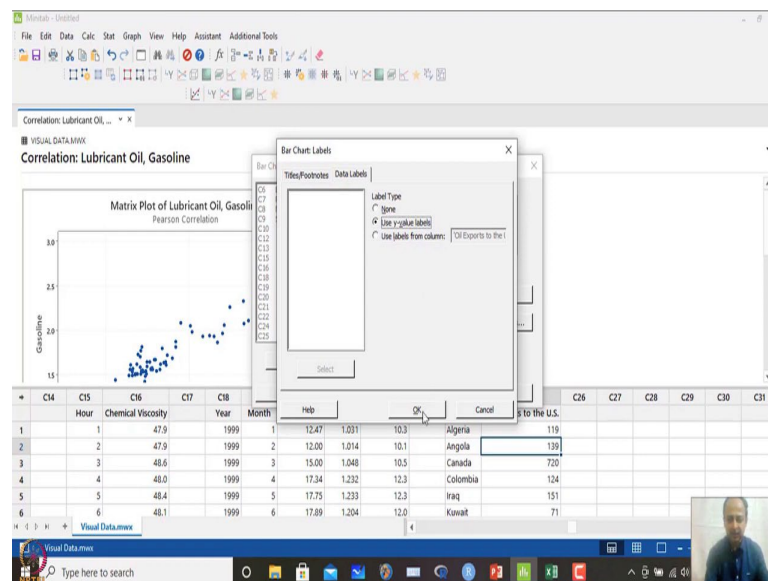 Minitab - Untitled
File Edit Data Calc Stat Graph View Help Assistant Additional Tools
Correlation: Lubricant Oil, ...
VISUAL DATA.MWX
Correlation: Lubricant Oil, Gasoline
Matrix Plot of Lubricant Oil, Gasoli
Pearson Correlation
Gasoline
3.0
2.5
2.0
1.5
Bar Ch
C6
C7
C8
C9
C10
C12
C13
C15
C16
C18
C19
C20
C21
C22
C24
C25
Bar Chart: Labels
Titles/Footnotes Data Labels
Label Type
None
Use y-value labels
Use labels from column: 'Oil Exports to the U
Select
Help OK Cancel
C14 C15 C16 C17 C18 C26 C27 C28 C29 C30 C31
Hour Chemical Viscosity Year Month s to the U.S.
1 1 47.9 1999 1 12.47 1.031 10.3 Algeria 119
2 2 47.9 1999 2 12.00 1.014 10.1 Angola 139
3 3 48.6 1999 3 15.00 1.048 10.5 Canada 720
4 4 48.0 1999 4 17.34 1.232 12.3 Colombia 124
5 5 48.4 1999 5 17.75 1.233 12.3 Iraq 151
6 6 48.1 1999 6 17.89 1.204 12.0 Kuwait 71
Visual Data.mwx
Visual Data.mwx
Type here to search